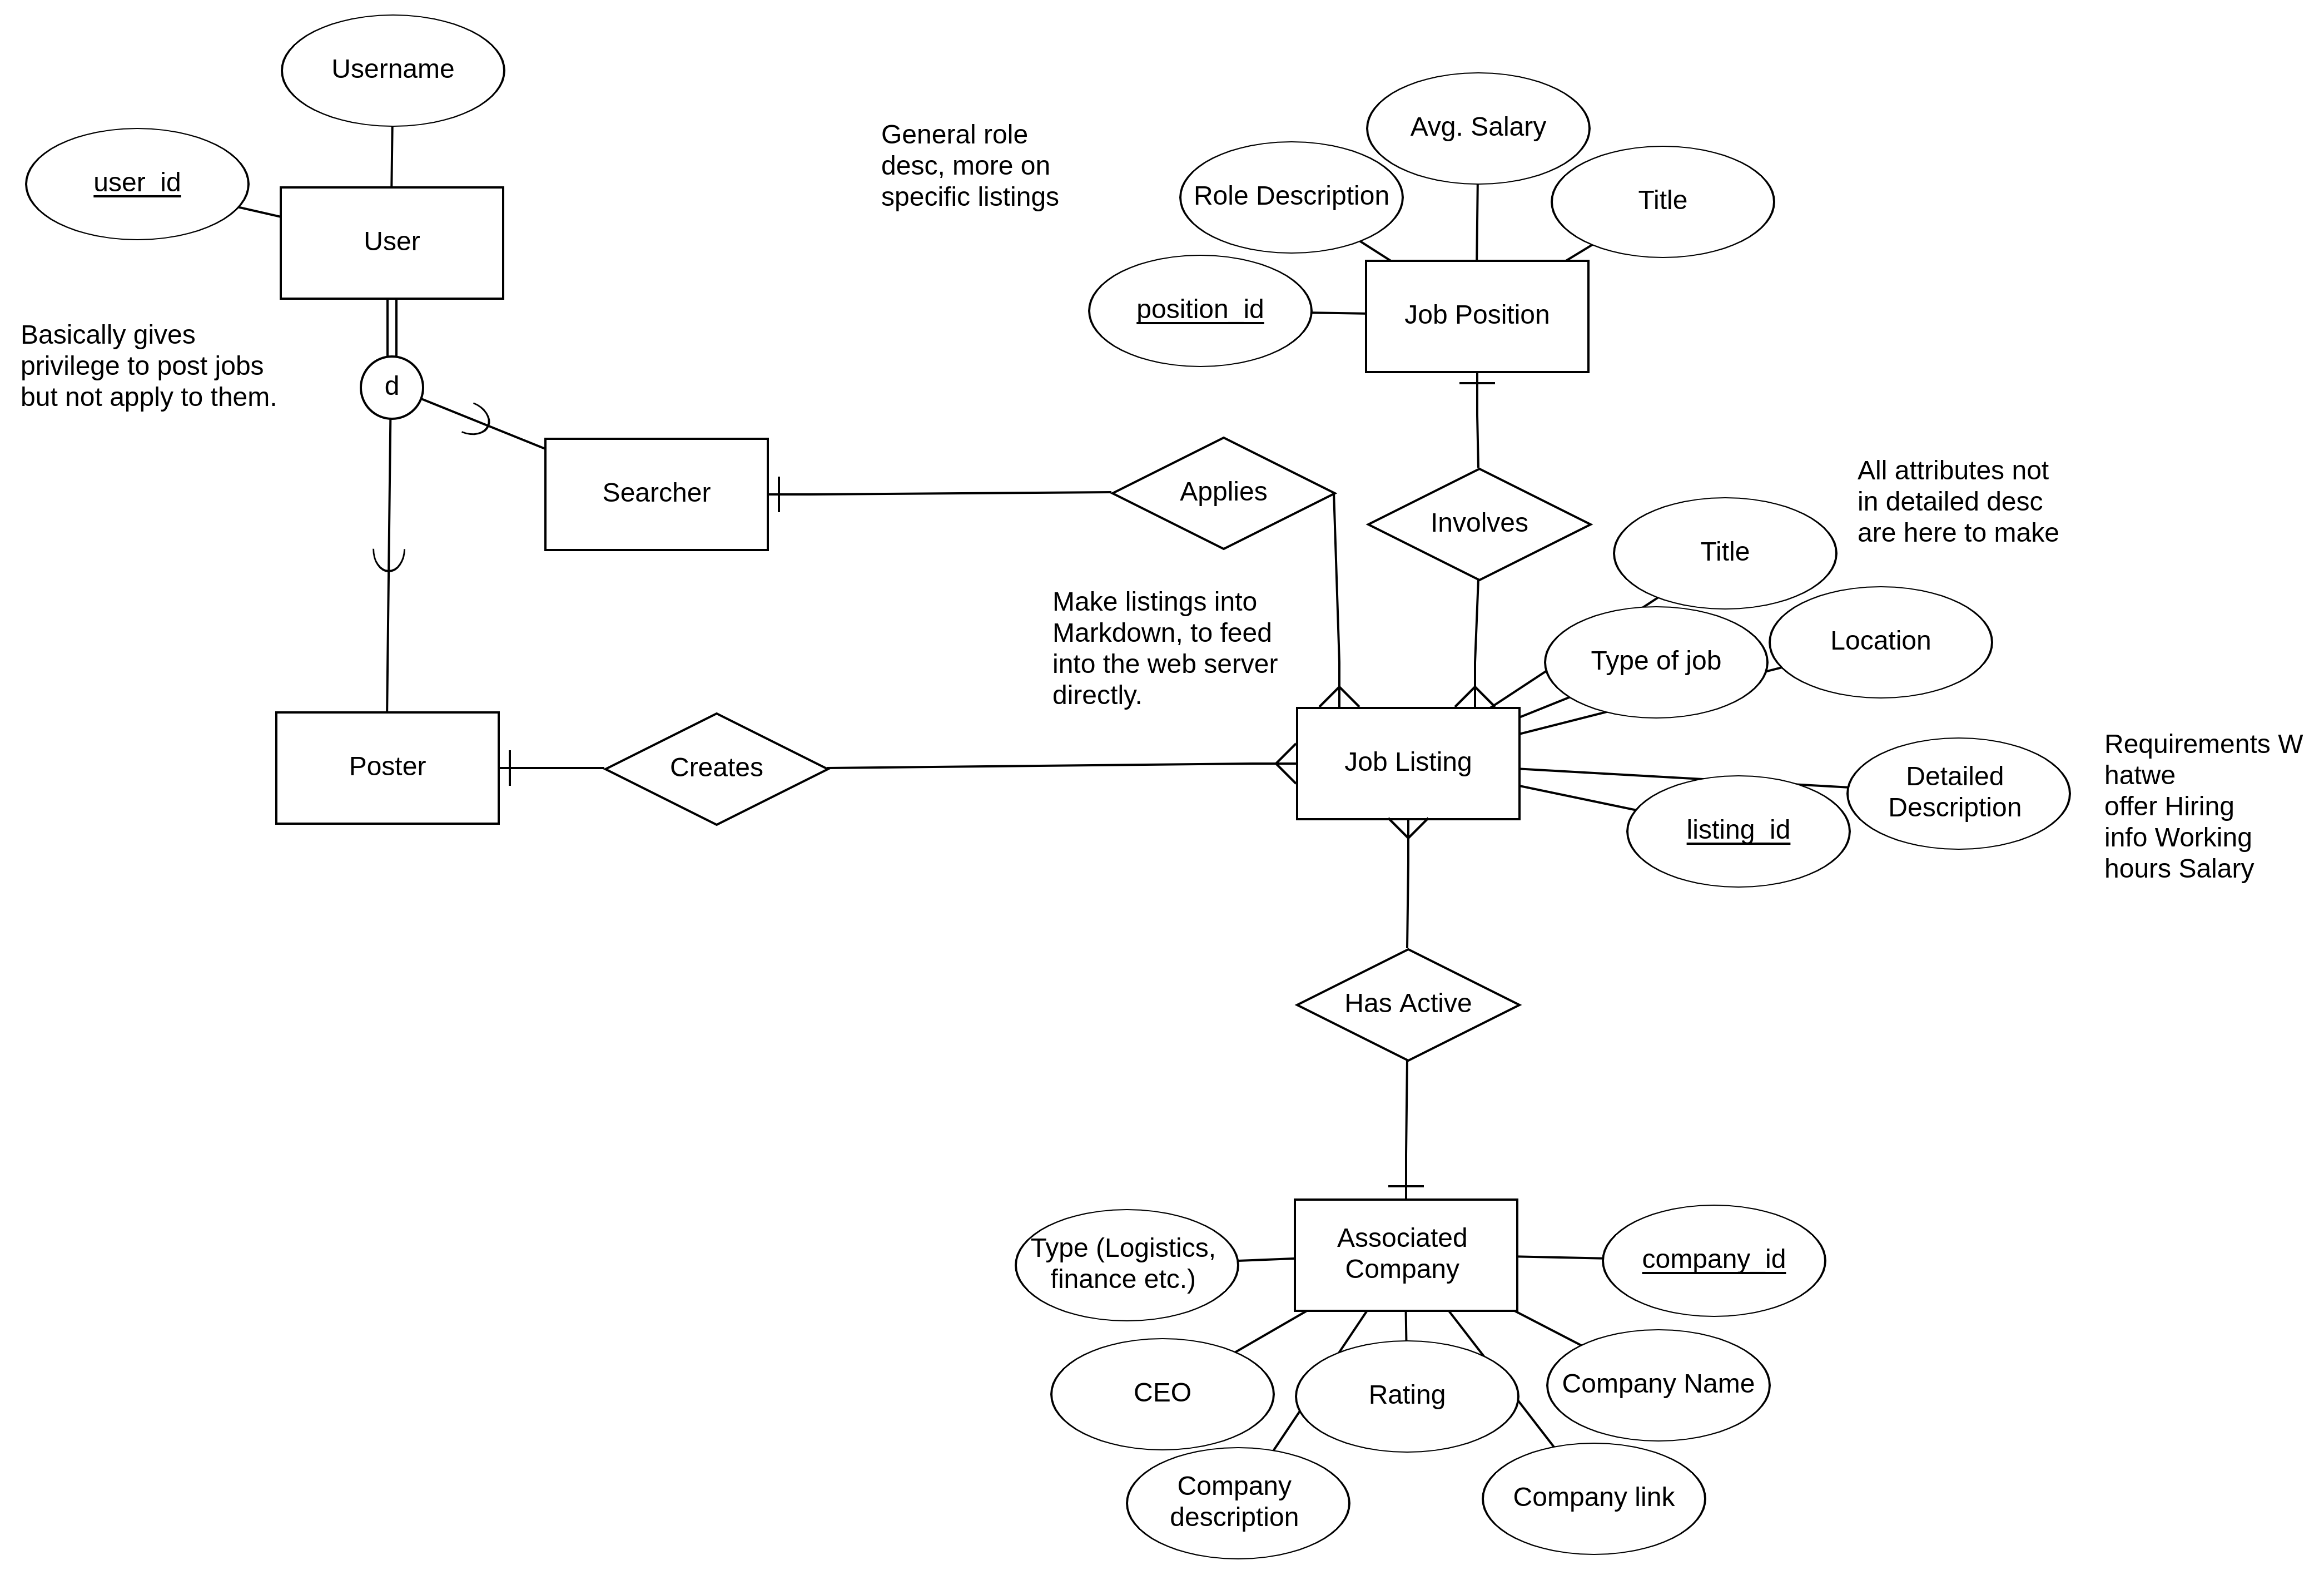 Username
user_id
User
Basically gives
privilege to post jobs
but not apply to them.
d
Searcher
Poster
Creates
Applies
General role
desc, more on
specific listings
Avg. Salary
Role Description
Title
position_id
Job Position
Involves
Make listings into
Markdown, to feed
into the web server
directly.
All attributes not
in detailed desc
are here to make
Title
Location
Type of job
Job Listing
Detailed
Description
listing_id
Requirements W
hatwe
offer Hiring
info Working
hours Salary
Has Active
Associated
Company
Type (Logistics,
finance etc.)
company_id
CEO
Rating
Company Name
Company
description
Company link